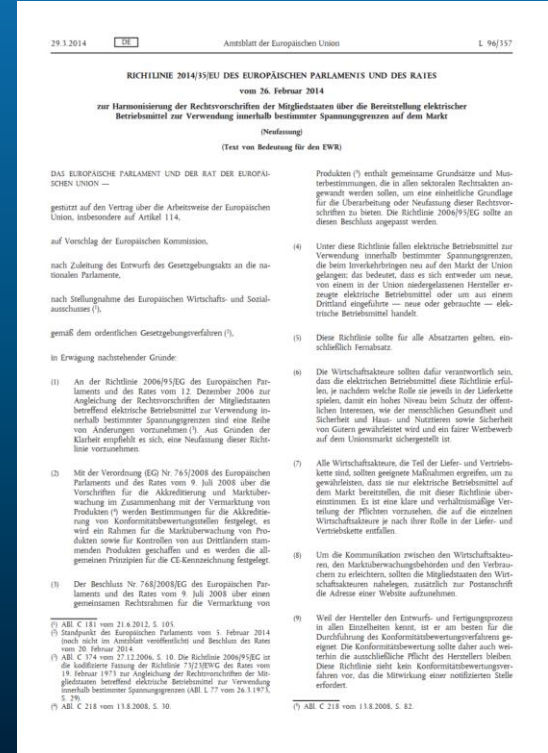 29.3.2014
DE
Amtsblatt der Europäischen Union
L 96/357
RICHTLINIE 2014/35/EU DES EUROPÄISCHEN PARLAMENTS UND DES RATES
vom 26. Februar 2014
zur Harmonisierung der Rechtsvorschriften der Mitgliedstaaten über die Bereitstellung elektrischer
Betriebsmittel zur Verwendung innerhalb bestimmter Spannungsgrenzen auf dem Markt
(Neufassung)
(Text von Bedeutung für den EWR)
DAS EUROPÄISCHE PARLAMENT UND DER RAT DER EUROPÄI-
SCHEN UNION —
gestützt auf den Vertrag über die Arbeitsweise der Europäischen
Union, insbesondere auf Artikel 114,
auf Vorschlag der Europäischen Kommission,
nach Zuleitung des Entwurfs des Gesetzgebungsakts an die na-
tionalen Parlamente,
nach Stellungnahme des Europäischen Wirtschafts- und Sozial-
ausschusses (¹),
gemäß dem ordentlichen Gesetzgebungsverfahren (²),
in Erwägung nachstehender Gründe:
(1) An der Richtlinie 2006/95/EG des Europäischen Par-
laments und des Rates vom 12. Dezember 2006 zur
Angleichung der Rechtsvorschriften der Mitgliedstaaten
betreffend elektrische Betriebsmittel zur Verwendung in-
nerhalb bestimmter Spannungsgrenzen sind eine Reihe
von Änderungen vorzunehmen (³). Aus Gründen der
Klarheit empfiehlt es sich, eine Neufassung dieser Richt-
linie vorzunehmen.
(2) Mit der Verordnung (EG) Nr. 765/2008 des Europäischen
Parlaments und des Rates vom 9. Juli 2008 über die
Vorschriften für die Akkreditierung und Marktüber-
wachung im Zusammenhang mit der Vermarktung von
Produkten (⁴) werden Bestimmungen für die Akkreditie-
rung von Konformitätsbewertungsstellen festgelegt, es
wird ein Rahmen für die Marktüberwachung von Pro-
dukten sowie für Kontrollen von aus Drittländern stam-
menden Produkten geschaffen und es werden die all-
gemeinen Prinzipien für die CE-Kennzeichnung festgelegt.
(3) Der Beschluss Nr. 768/2008/EG des Europäischen Par-
laments und des Rates vom 9. Juli 2008 über einen
gemeinsamen Rechtsrahmen für die Vermarktung von
(¹) ABl. C 181 vom 21.6.2012, S. 105.
(²) Standpunkt des Europäischen Parlaments vom 5. Februar 2014
(noch nicht im Amtsblatt veröffentlicht) und Beschluss des Rates
vom 20. Februar 2014.
(³) ABl. C 374 vom 27.12.2006, S. 10. Die Richtlinie 2006/95/EG ist
die kodifizierte Fassung der Richtlinie 73/23/EWG des Rates vom
19. Februar 1973 zur Angleichung der Rechtsvorschriften der Mit-
gliedstaaten betreffend elektrische Betriebsmittel zur Verwendung
innerhalb bestimmter Spannungsgrenzen (ABl. L 77 vom 26.3.1973,
S. 29).
(⁴) ABl. C 218 vom 13.8.2008, S. 30.
Produkten (⁵) enthält gemeinsame Grundsätze und Mus-
terbestimmungen, die in allen sektoralen Rechtsakten an-
gewandt werden sollen, um eine einheitliche Grundlage
für die Überarbeitung oder Neufassung dieser Rechtsvor-
schriften zu bieten. Die Richtlinie 2006/95/EG sollte an
diesen Beschluss angepasst werden.
(4) Unter diese Richtlinie fallen elektrische Betriebsmittel zur
Verwendung innerhalb bestimmter Spannungsgrenzen,
die beim Inverkehrbringen neu auf den Markt der Union
gelangen; das bedeutet, dass es sich entweder um neue,
von einem in der Union niedergelassenen Hersteller er-
zeugte elektrische Betriebsmittel oder um aus einem
Drittland eingeführte — neue oder gebrauchte — elek-
trische Betriebsmittel handelt.
(5) Diese Richtlinie sollte für alle Absatzarten gelten, ein-
schließlich Fernabsatz.
(6) Die Wirtschaftsakteure sollten dafür verantwortlich sein,
dass die elektrischen Betriebsmittel diese Richtlinie erfül-
len, je nachdem welche Rolle sie jeweils in der Lieferkette
spielen, damit ein hohes Niveau beim Schutz der öffent-
lichen Interessen, wie der menschlichen Gesundheit und
Sicherheit und Haus- und Nutztieren sowie Sicherheit
von Gütern gewährleistet wird und ein fairer Wettbewerb
auf dem Unionsmarkt sichergestellt ist.
(7) Alle Wirtschaftsakteure, die Teil der Liefer- und Vertriebs-
kette sind, sollten geeignete Maßnahmen ergreifen, um zu
gewährleisten, dass sie nur elektrische Betriebsmittel auf
dem Markt bereitstellen, die mit dieser Richtlinie über-
einstimmen. Es ist eine klare und verhältnismäßige Ver-
teilung der Pflichten vorzusehen, die auf die einzelnen
Wirtschaftsakteure je nach ihrer Rolle in der Liefer- und
Vertriebskette entfallen.
(8) Um die Kommunikation zwischen den Wirtschaftsakteu-
ren, den Marktüberwachungsbehörden und den Verbrau-
chern zu erleichtern, sollten die Mitgliedstaaten den Wirt-
schaftsakteuren nahelegen, zusätzlich zur Postanschrift
die Adresse einer Website aufzunehmen.
(9) Weil der Hersteller den Entwurfs- und Fertigungsprozess
in allen Einzelheiten kennt, ist er am besten für die
Durchführung des Konformitätsbewertungsverfahrens ge-
eignet. Die Konformitätsbewertung sollte daher auch wei-
terhin die ausschließliche Pflicht des Herstellers bleiben.
Diese Richtlinie sieht kein Konformitätsbewertungsver-
fahren vor, das die Mitwirkung einer notifizierten Stelle
erfordert.
(⁵) ABl. C 218 vom 13.8.2008, S. 82.